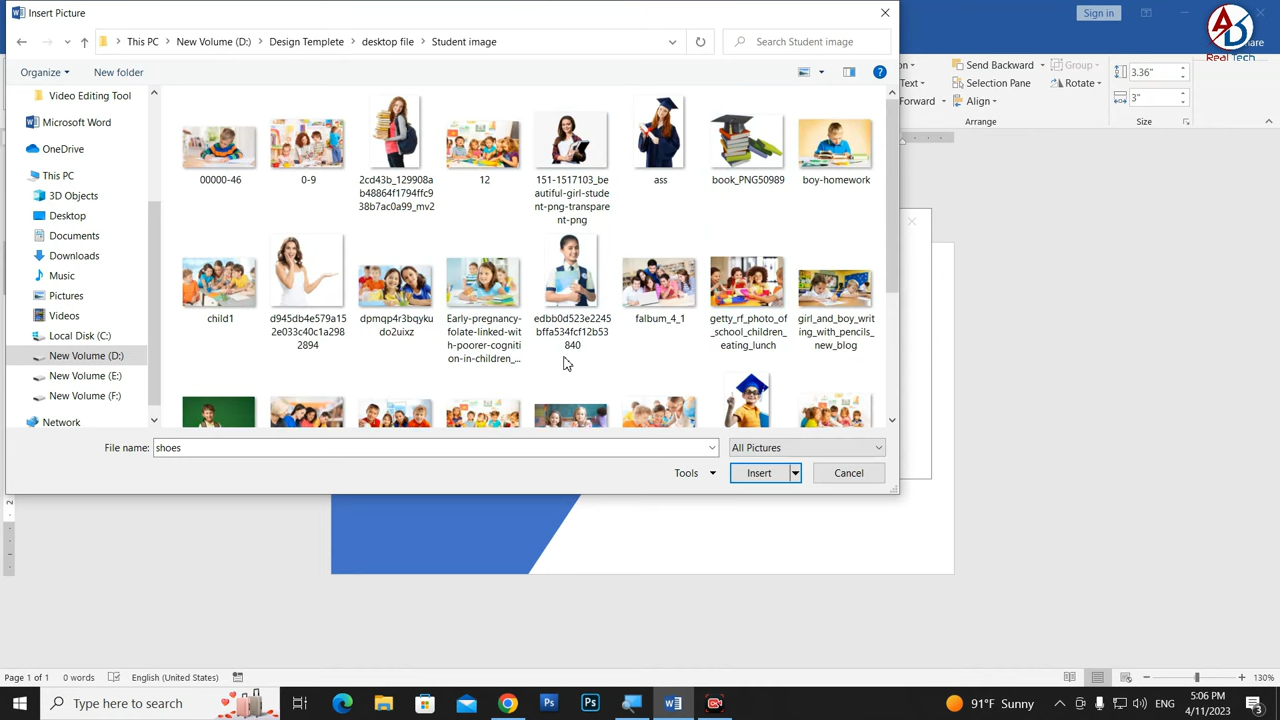 Insert Picture
Sign in
This PC > New Volume (D:) > Design Templete > desktop file > Student image
Search Student image
Share
RealTech
Organize
New folder
Send Backward
Group
Text
Selection Pane
Rotate
Forward
Align
Arrange
3.36"
3"
Size
Video Editing Tool
Microsoft Word
OneDrive
This PC
3D Objects
Desktop
Documents
Downloads
Music
Pictures
Videos
Local Disk (C:)
New Volume (D:)
New Volume (E:)
New Volume (F:)
Network
00000-46
0-9
2cd43b_129908a
b48864f1794ffc9
38b7ac0a99_mv2
12
151-1517103_be
autiful-girl-stude
nt-png-transpare
nt-png
ass
book_PNG50989
boy-homework
child1
d945db4e579a15
2e033c40c1a298
2894
dpmqp4r3bqyku
do2uixz
Early-pregnancy
-folate-linked-wit
h-poorer-cogniti
on-in-children_...
edbb0d523e2245
bffa534fcf12b53
840
falbum_4_1
getty_rf_photo_of
_school_children_
eating_lunch
girl_and_boy_writ
ing_with_pencils_
new_blog
File name:
shoes
All Pictures
Tools
Insert
Cancel
2
Page 1 of 1
0 words
English (United States)
130%
Type here to search
91°F Sunny
ENG
5:06 PM
4/11/2023
3